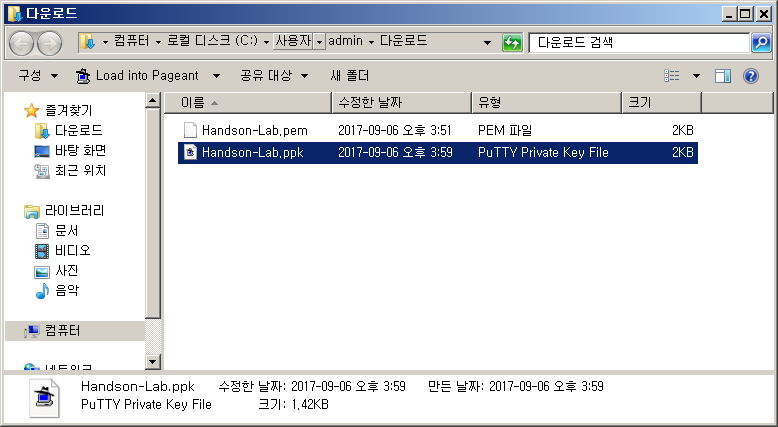 다운로드
컴퓨터 로컬 디스크 (C:) 사용자 admin 다운로드 다운로드 검색
구성 Load into Pageant 공유 대상 새 폴더
이름 수정한 날짜 유형 크기
즐겨찾기
다운로드
바탕 화면
최근 위치
라이브러리
문서
비디오
사진
음악
컴퓨터
네트워크
Handson-Lab.pem 2017-09-06 오후 3:51 PEM 파일 2KB
Handson-Lab.ppk 2017-09-06 오후 3:59 PuTTY Private Key File 2KB
Handson-Lab.ppk 수정한 날짜: 2017-09-06 오후 3:59 만든 날짜: 2017-09-06 오후 3:59
PuTTY Private Key File 크기: 1,42KB